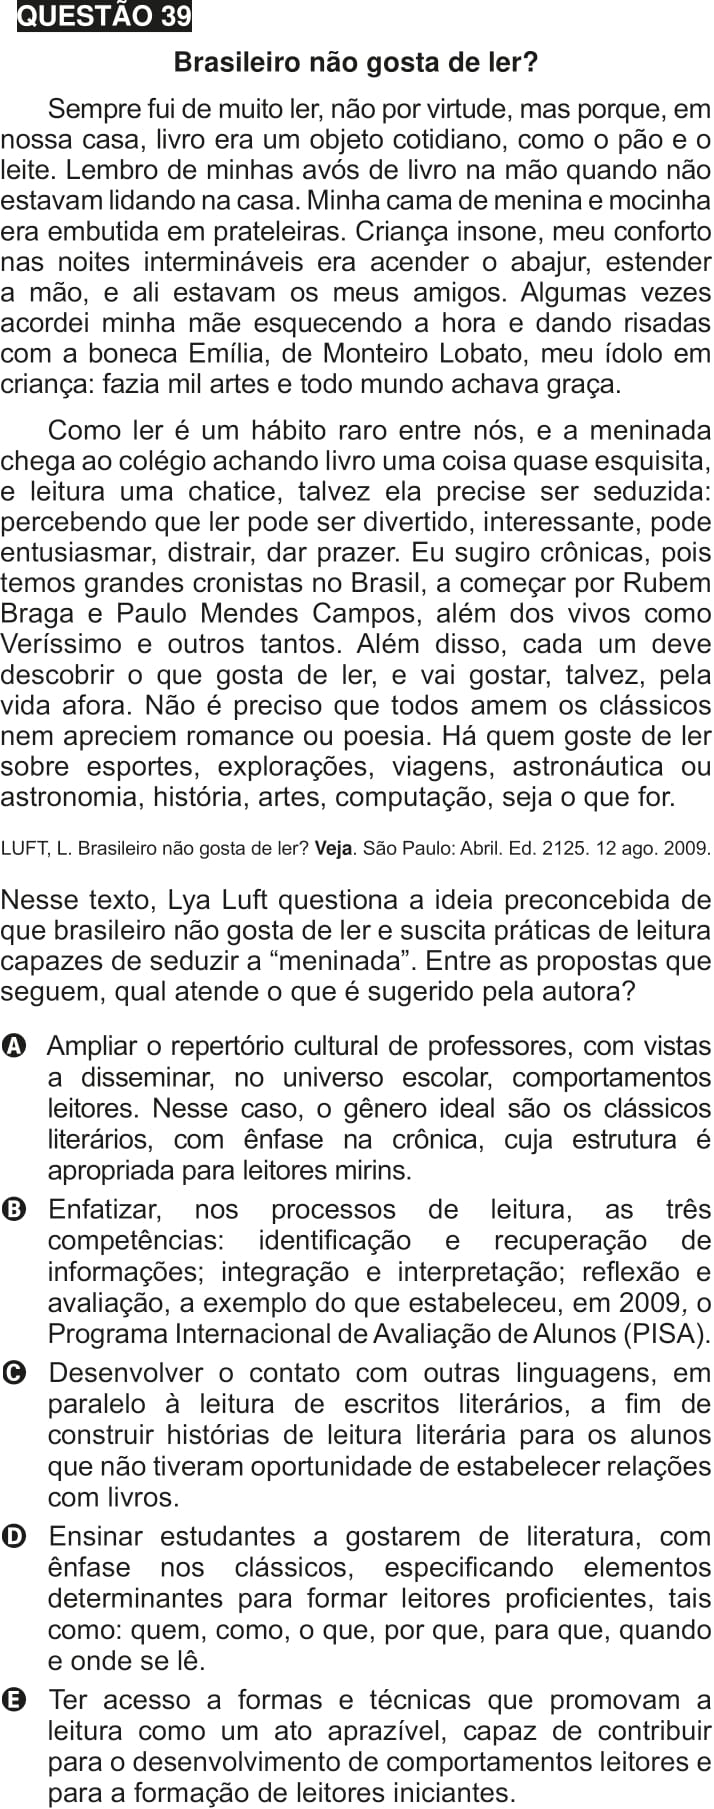 QUESTÃO 39
Brasileiro não gosta de ler?
Sempre fui de muito ler, não por virtude, mas porque, em
nossa casa, livro era um objeto cotidiano, como o pão e o
leite. Lembro de minhas avós de livro na mão quando não
estavam lidando na casa. Minha cama de menina e mocinha
era embutida em prateleiras. Criança insone, meu conforto
nas noites intermináveis era acender o abajur, estender
a mão, e ali estavam os meus amigos. Algumas vezes
acordei minha mãe esquecendo a hora e dando risadas
com a boneca Emília, de Monteiro Lobato, meu ídolo em
criança: fazia mil artes e todo mundo achava graça.
Como ler é um hábito raro entre nós, e a meninada
chega ao colégio achando livro uma coisa quase esquisita,
e leitura uma chatice, talvez ela precise ser seduzida:
percebendo que ler pode ser divertido, interessante, pode
entusiasmar, distrair, dar prazer. Eu sugiro crônicas, pois
temos grandes cronistas no Brasil, a começar por Rubem
Braga e Paulo Mendes Campos, além dos vivos como
Veríssimo e outros tantos. Além disso, cada um deve
descobrir o que gosta de ler, e vai gostar, talvez, pela
vida afora. Não é preciso que todos amem os clássicos
nem apreciem romance ou poesia. Há quem goste de ler
sobre esportes, explorações, viagens, astronáutica ou
astronomia, história, artes, computação, seja o que for.
LUFT, L. Brasileiro não gosta de ler? Veja. São Paulo: Abril. Ed. 2125. 12 ago. 2009.
Nesse texto, Lya Luft questiona a ideia preconcebida de
que brasileiro não gosta de ler e suscita práticas de leitura
capazes de seduzir a “meninada”. Entre as propostas que
seguem, qual atende o que é sugerido pela autora?
A Ampliar o repertório cultural de professores, com vistas
a disseminar, no universo escolar, comportamentos
leitores. Nesse caso, o gênero ideal são os clássicos
literários, com ênfase na crônica, cuja estrutura é
apropriada para leitores mirins.
B Enfatizar, nos processos de leitura, as três
competências: identificação e recuperação de
informações; integração e interpretação; reflexão e
avaliação, a exemplo do que estabeleceu, em 2009, o
Programa Internacional de Avaliação de Alunos (PISA).
C Desenvolver o contato com outras linguagens, em
paralelo à leitura de escritos literários, a fim de
construir histórias de leitura literária para os alunos
que não tiveram oportunidade de estabelecer relações
com livros.
D Ensinar estudantes a gostarem de literatura, com
ênfase nos clássicos, especificando elementos
determinantes para formar leitores proficientes, tais
como: quem, como, o que, por que, para que, quando
e onde se lê.
E Ter acesso a formas e técnicas que promovam a
leitura como um ato aprazível, capaz de contribuir
para o desenvolvimento de comportamentos leitores e
para a formação de leitores iniciantes.